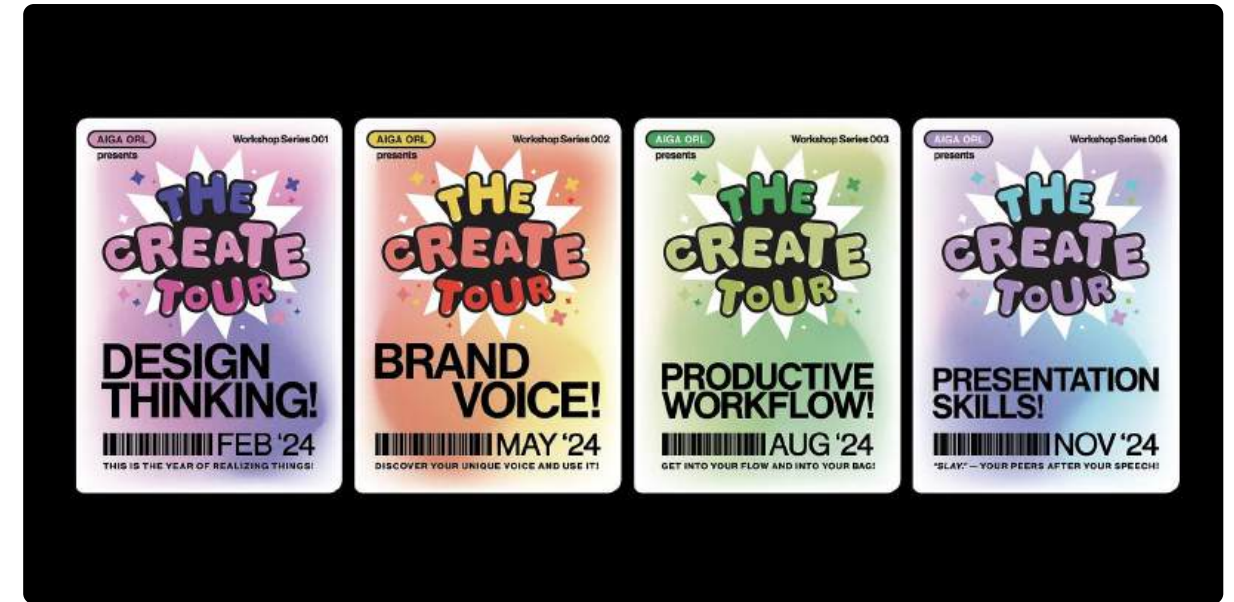 AIGA ORL
presents
Workshop Series 001
THE
CREATE
TOUR
DESIGN
THINKING!
FEB ‘24
THIS IS THE YEAR OF REALIZING THINGS!
AIGA ORL
presents
Workshop Series 002
THE
CREATE
TOUR
BRAND
VOICE!
MAY ‘24
DISCOVER YOUR UNIQUE VOICE AND USE IT!
AIGA ORL
presents
Workshop Series 003
THE
CREATE
TOUR
PRODUCTIVE
WORKFLOW!
AUG ‘24
GET INTO YOUR FLOW AND INTO YOUR BAG!
AIGA ORL
presents
Workshop Series 004
THE
CREATE
TOUR
PRESENTATION
SKILLS!
NOV ‘24
"SLAY." — YOUR PEERS AFTER YOUR SPEECH!